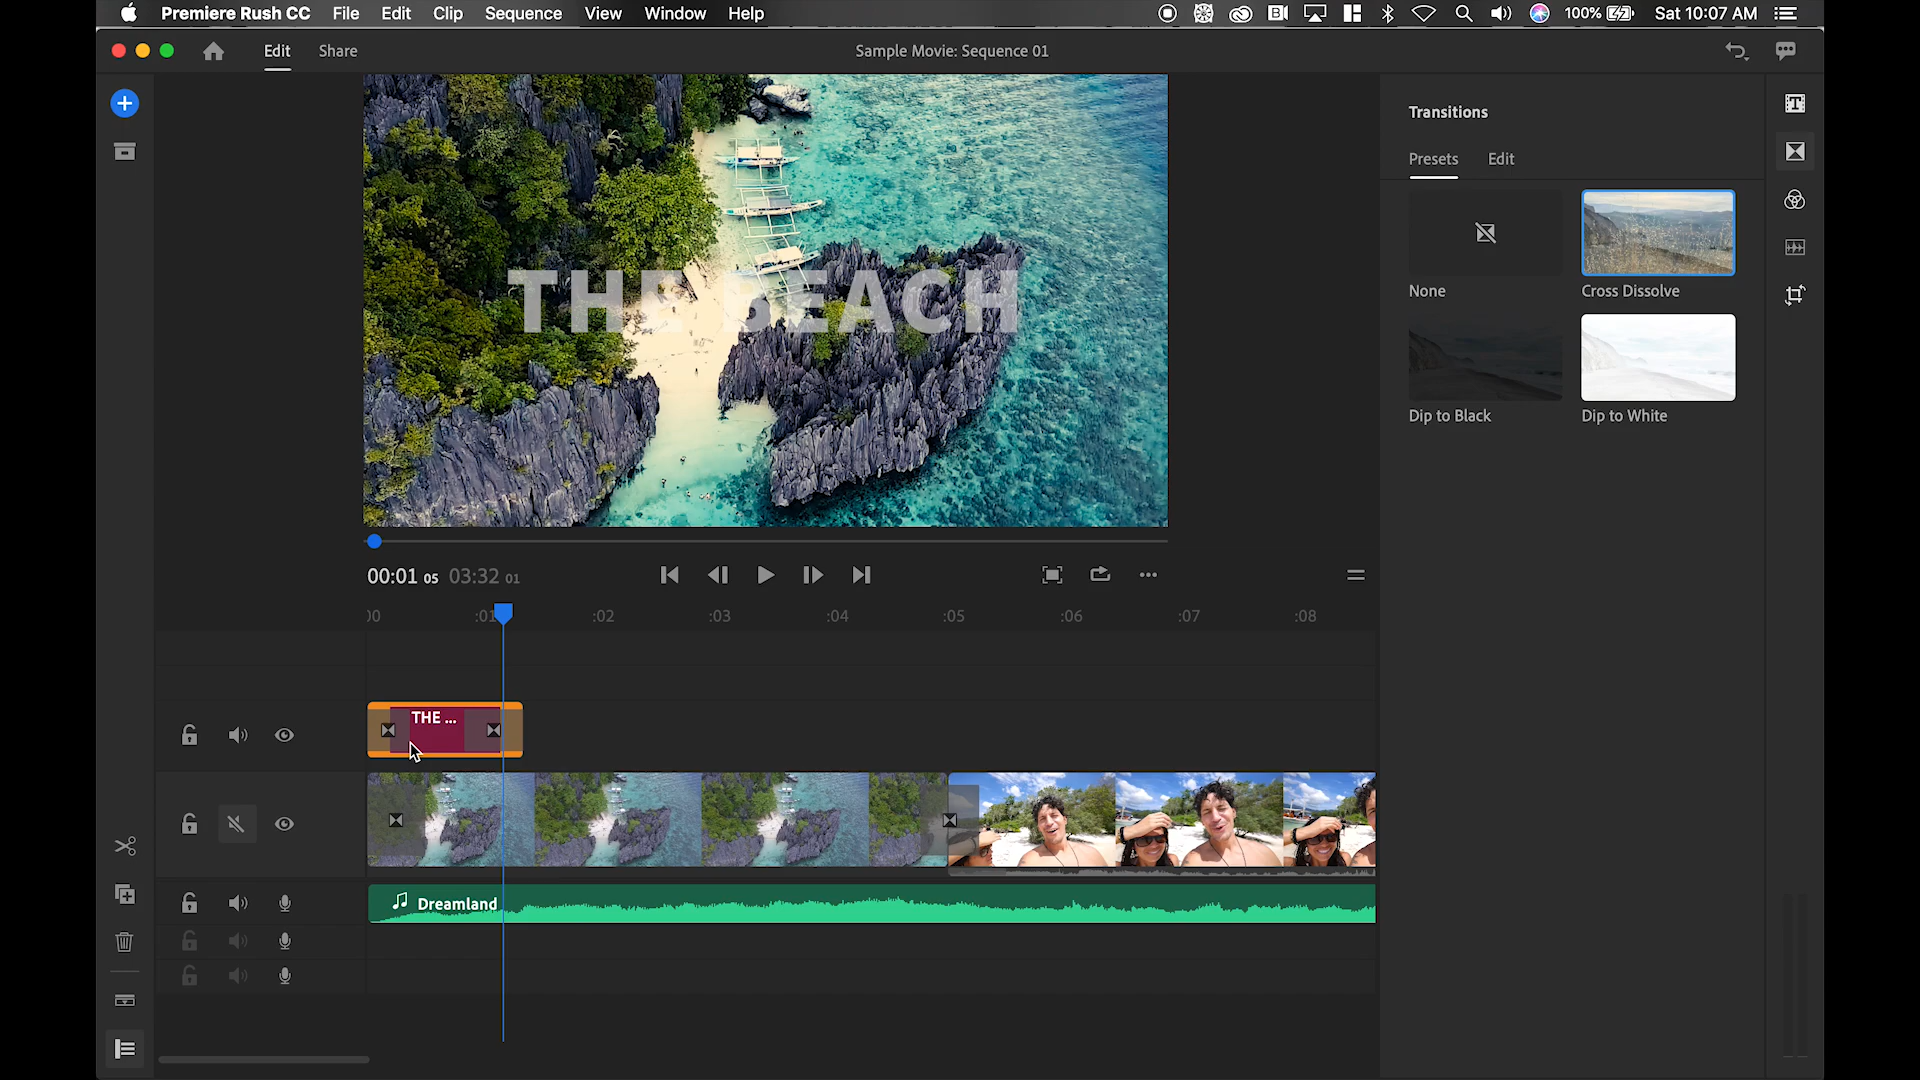 Premiere Rush CC File Edit Clip Sequence View Window Help 100% Sat 10:07 AM
Edit Share Sample Movie: Sequence 01
Transitions
Presets Edit
THE BEACH
None Cross Dissolve
Dip to Black Dip to White
00:01 05 03:32 01
:00 :01 :02 :03 :04 :05 :06 :07 :08
THE ...
Dreamland